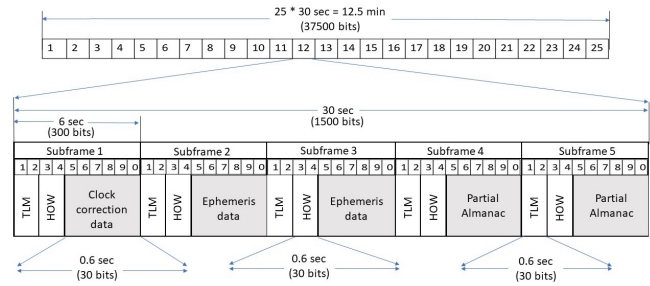 25 * 30 sec = 12.5 min
(37500 bits)
1 2 3 4 5 6 7 8 9 10 11 12 13 14 15 16 17 18 19 20 21 22 23 24 25
30 sec
6 sec
(300 bits) (1500 bits)
Subframe 1 Subframe 2 Subframe 3 Subframe 4 Subframe 5
1 2 3 4 5 6 7 8 9 0 1 2 3 4 5 6 7 8 9 0 1 2 3 4 5 6 7 8 9 0 1 2 3 4 5 6 7 8 9 0 1 2 3 4 5 6 7 8 9 0
TLM HOW Clock correction data TLM HOW Ephemeris data TLM HOW Ephemeris data TLM HOW Partial Almanac TLM HOW Partial Almanac
0.6 sec 0.6 sec 0.6 sec
(30 bits) (30 bits) (30 bits)